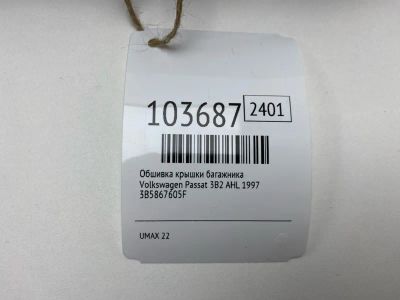 103687 2401
Обшивка крышки багажника
Volkswagen Passat 3B2 AHL 1997
3B5867605F
UMAX 22